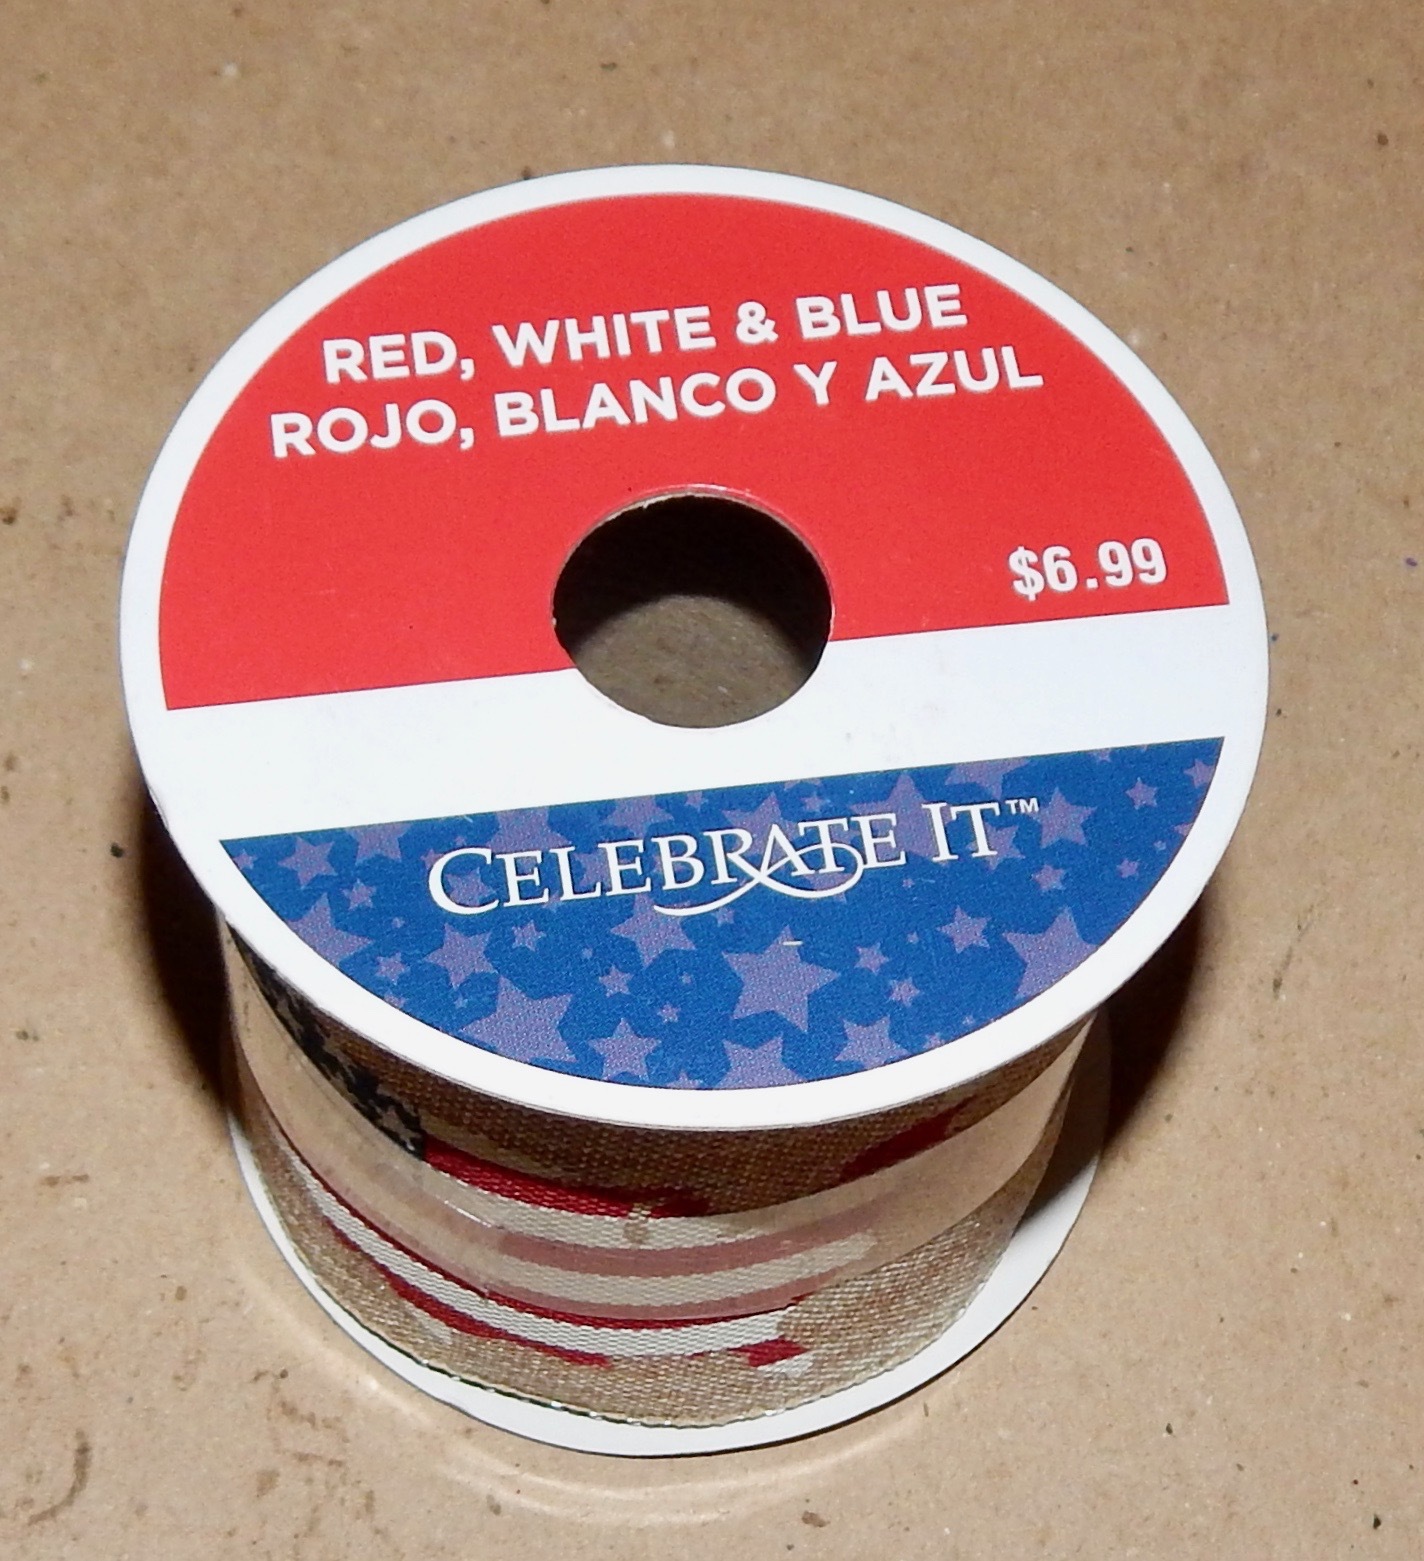 RED, WHITE & BLUE
ROJO, BLANCO Y AZUL
$6.99
CELEBRATE IT™